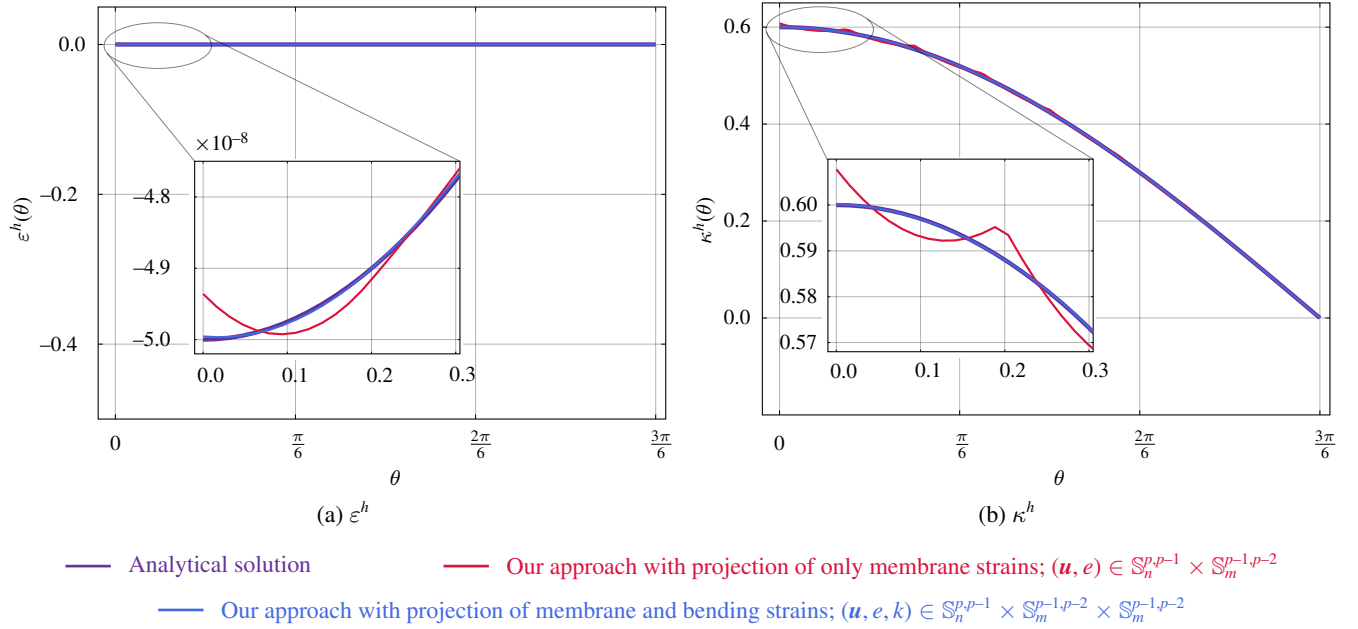 0.0
−0.2
−0.4
ε^h(θ)
×10^−8
−4.8
−4.9
−5.0
0.0 0.1 0.2 0.3
0 π/6 2π/6 3π/6
θ
(a) ε^h
0.6
0.4
0.2
0.0
κ^h(θ)
0.60
0.59
0.58
0.57
0.0 0.1 0.2 0.3
0 π/6 2π/6 3π/6
θ
(b) κ^h
Analytical solution
Our approach with projection of only membrane strains; (u, e) ∈ 𝕊_n^{p,p−1} × 𝕊_m^{p−1,p−2}
Our approach with projection of membrane and bending strains; (u, e, k) ∈ 𝕊_n^{p,p−1} × 𝕊_m^{p−1,p−2} × 𝕊_m^{p−1,p−2}